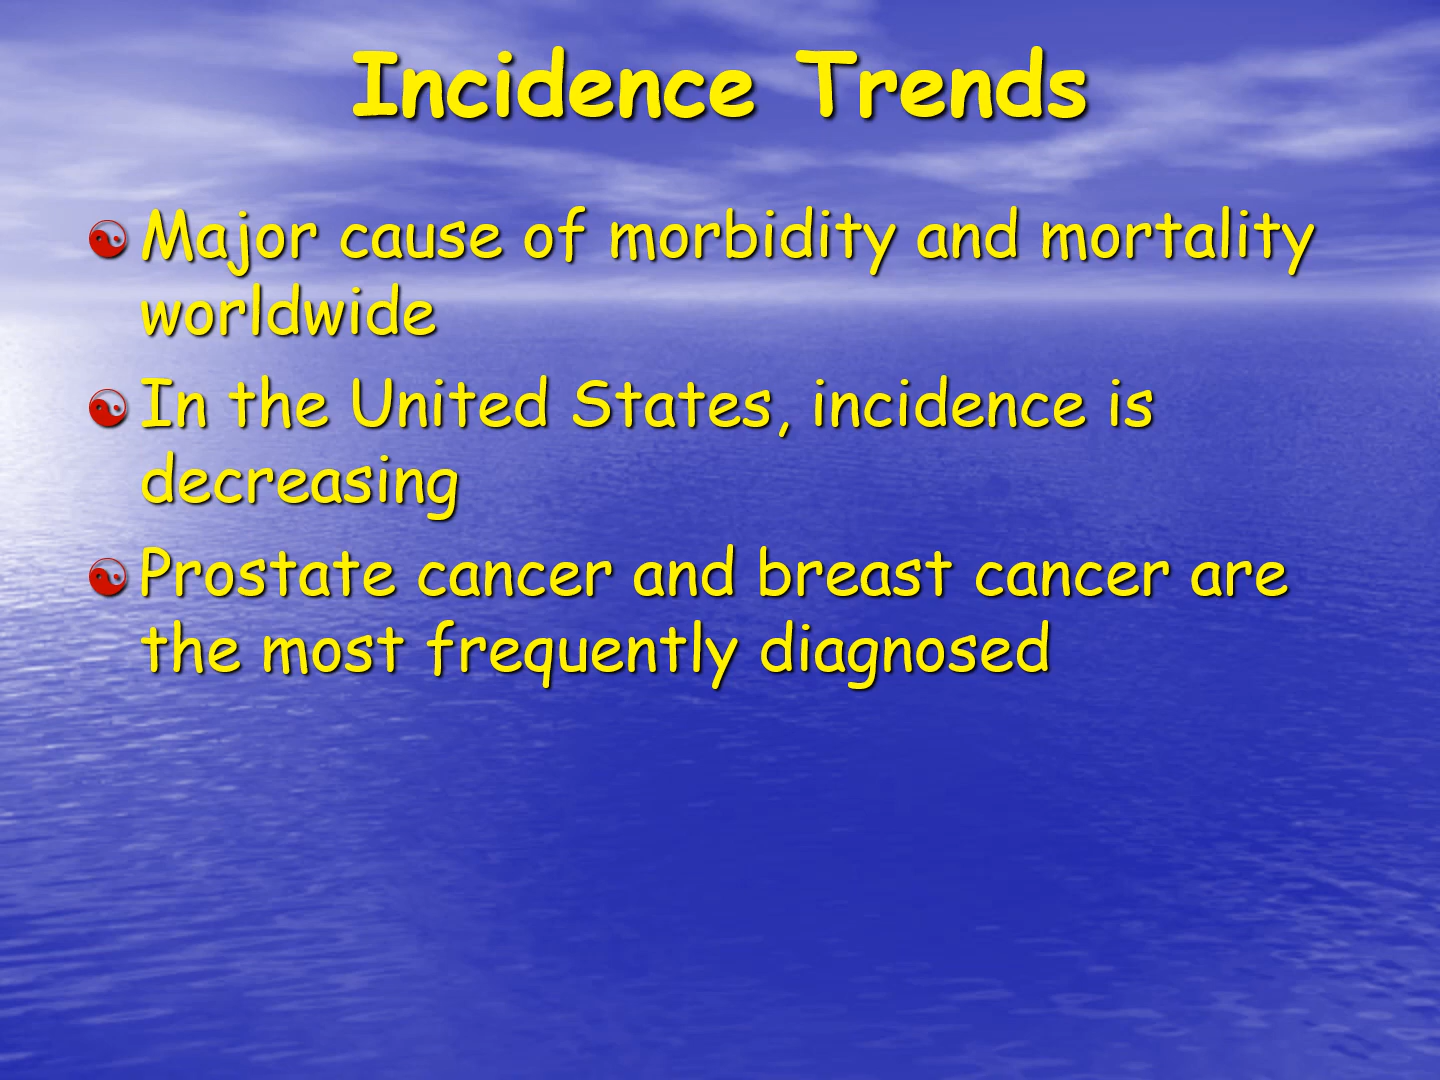 Incidence Trends
☯ Major cause of morbidity and mortality
worldwide
☯ In the United States, incidence is
decreasing
☯ Prostate cancer and breast cancer are
the most frequently diagnosed